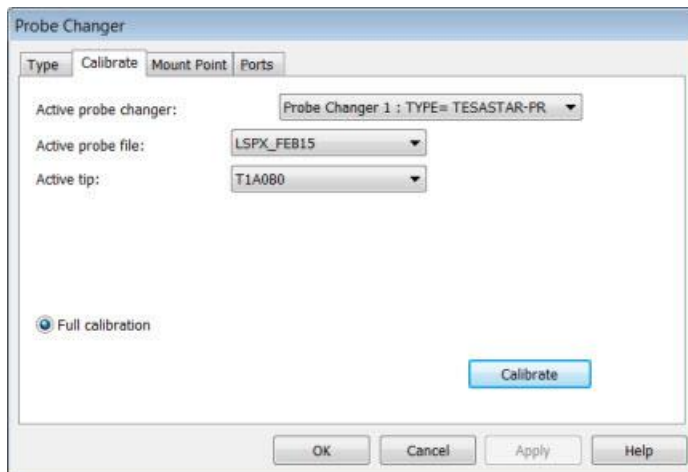 Probe Changer
Type Calibrate Mount Point Ports
Active probe changer: Probe Changer 1 : TYPE= TESASTAR-PR
Active probe file: LSPX_FEB15
Active tip: T1A0B0
Full calibration
Calibrate
OK Cancel Apply Help